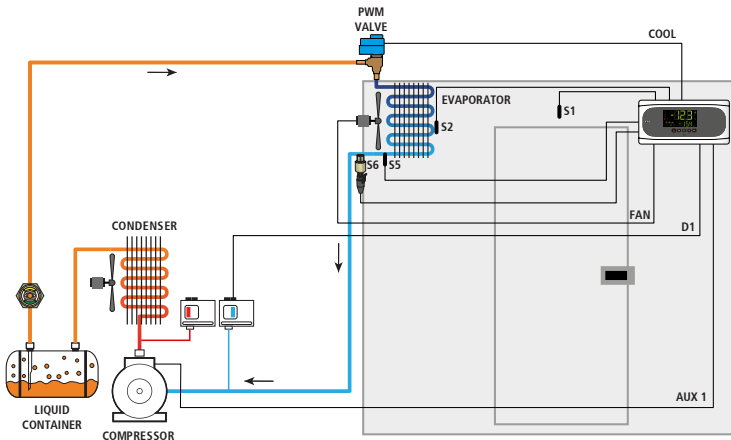 PWM
VALVE
COOL
EVAPORATOR
S1
S2
S6
S5
FAN
D1
CONDENSER
LIQUID
CONTAINER
COMPRESSOR
AUX 1